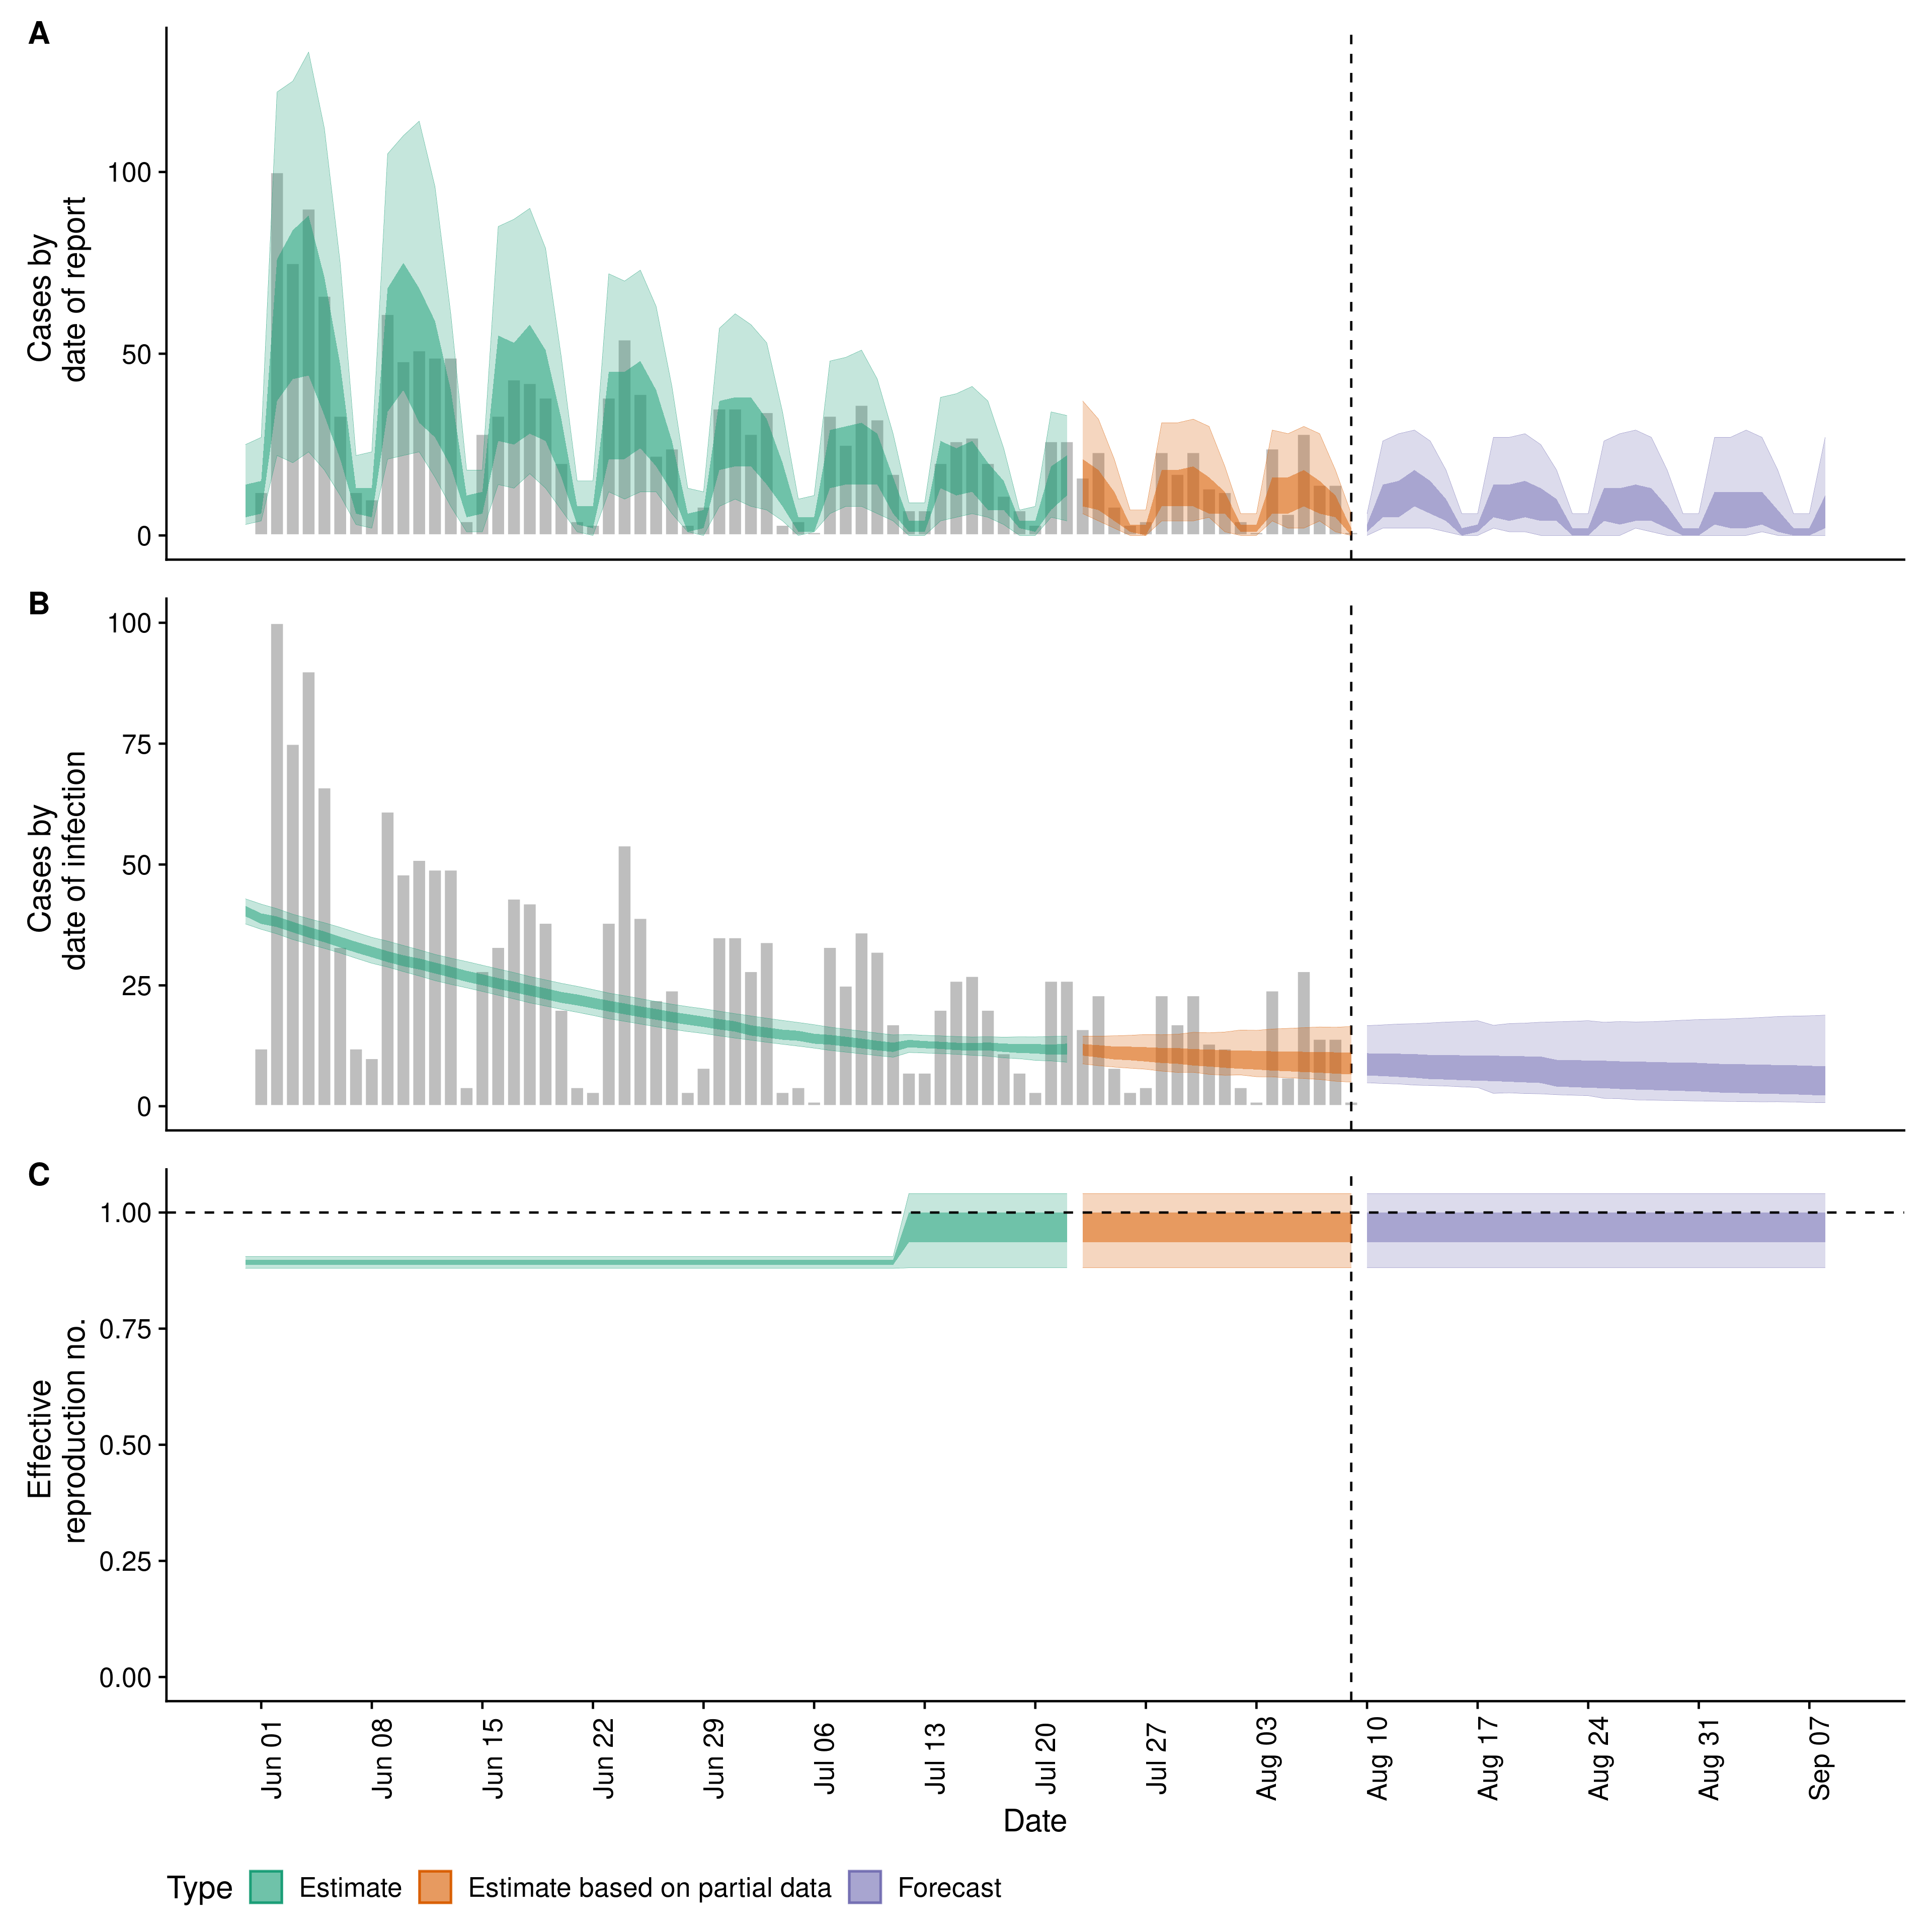 A
Cases by
date of report
100
50
0
B
Cases by
date of infection
100
75
50
25
0
C
Effective
reproduction no.
1.00
0.75
0.50
0.25
0.00
Jun 01
Jun 08
Jun 15
Jun 22
Jun 29
Jul 06
Jul 13
Jul 20
Jul 27
Aug 03
Aug 10
Aug 17
Aug 24
Aug 31
Sep 07
Date
Type Estimate Estimate based on partial data Forecast